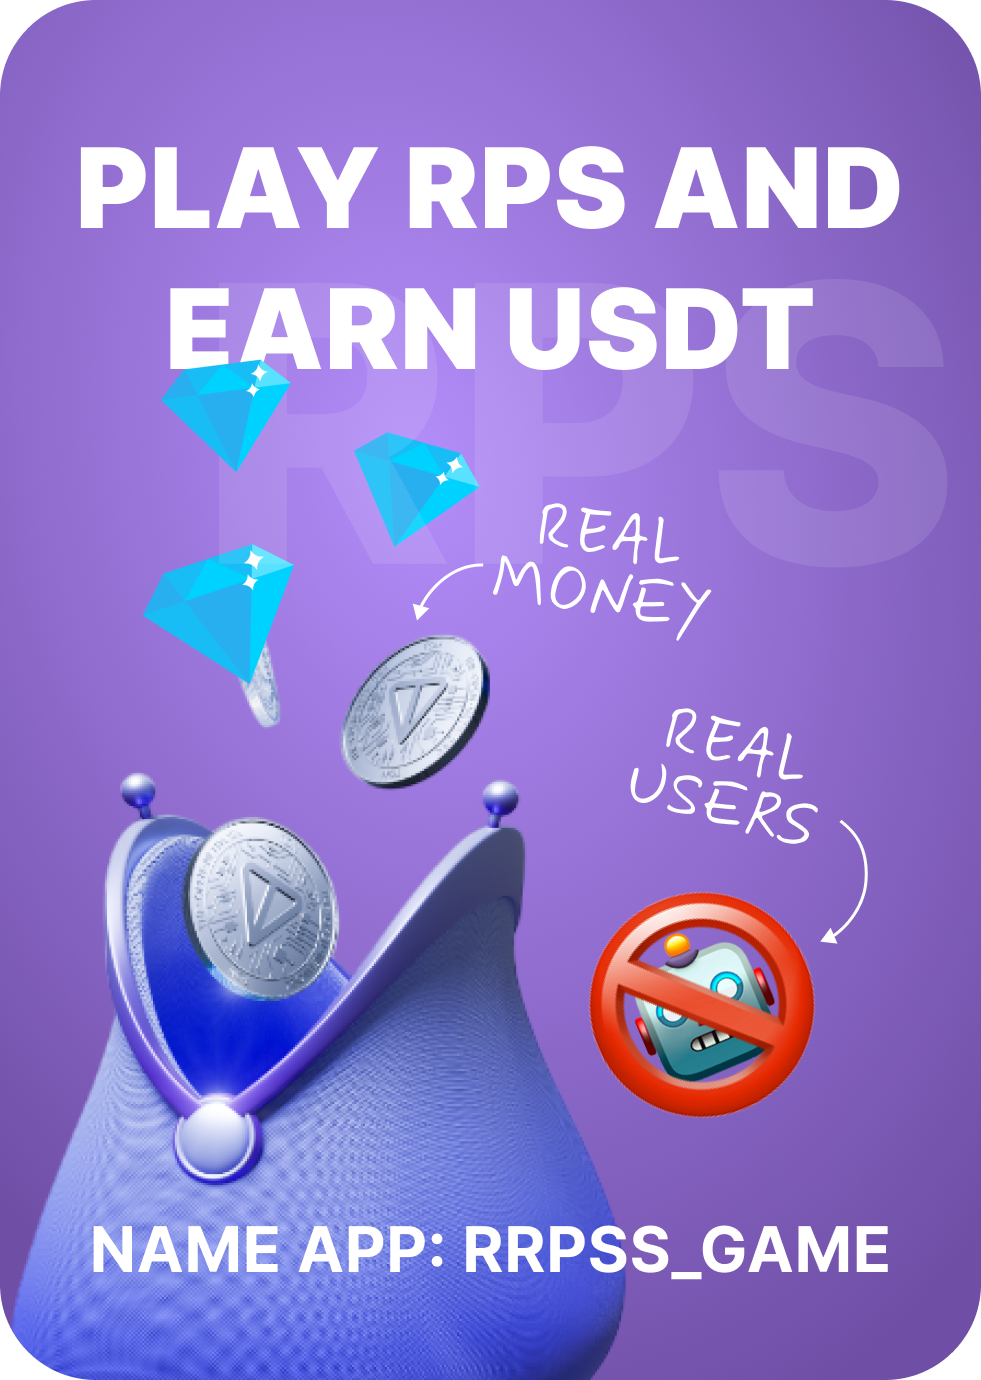 PLAY RPS AND
EARN USDT
RPS
REAL
MONEY
REAL
USERS
NAME APP: RRPSS_GAME